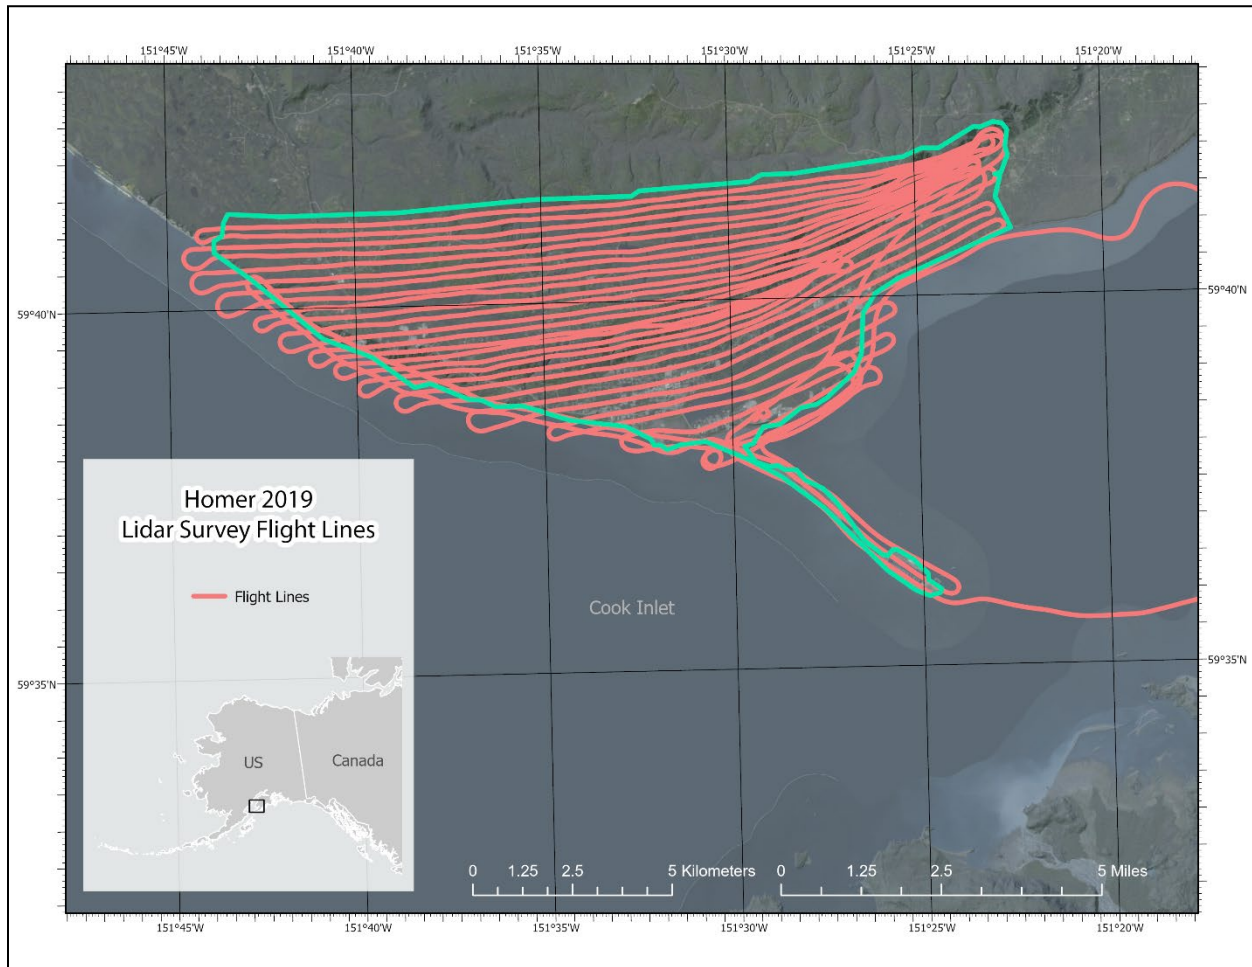 151°45'W 151°40'W 151°35'W 151°30'W 151°25'W 151°20'W
59°40'N
59°40'N
Homer 2019
Lidar Survey Flight Lines
Flight Lines
Cook Inlet
59°35'N
59°35'N
US
Canada
0 1.25 2.5 5 Kilometers 0 1.25 2.5 5 Miles
151°45'W 151°40'W 151°35'W 151°30'W 151°25'W 151°20'W